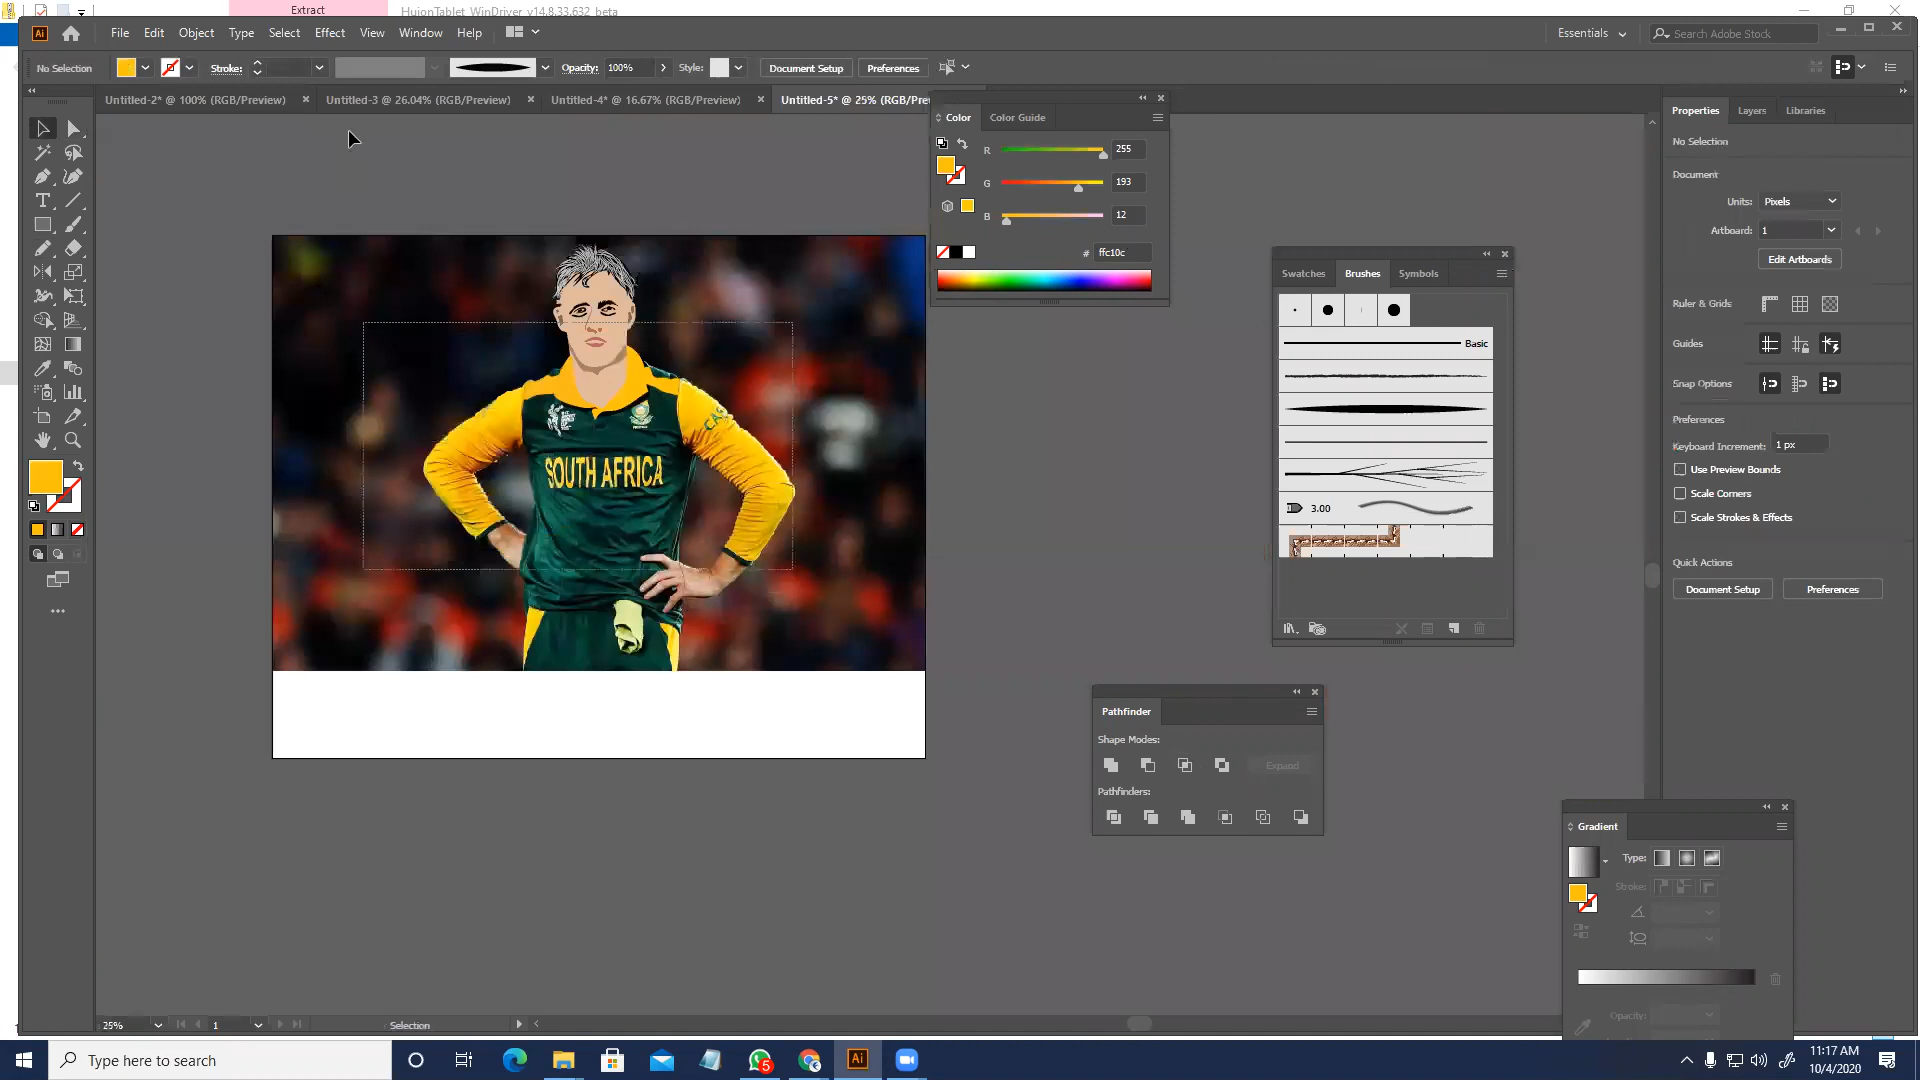 Extract
HuionTablet_WinDriver_v14.8.33.632_beta
Ai
File Edit Object Type Select Effect View Window Help
Essentials
Search Adobe Stock
No Selection
Stroke:
Opacity:
100%
Style:
Document Setup
Preferences
Untitled-2* @ 100% (RGB/Preview)
Untitled-3 @ 26.04% (RGB/Preview)
Untitled-4* @ 16.67% (RGB/Preview)
Untitled-5* @ 25% (RGB/Pre
Color
Color Guide
R 255
G 193
B 12
# ffc10c
Properties
Layers
Libraries
No Selection
Document
Units: Pixels
Artboard: 1
Edit Artboards
Ruler & Grids
Guides
Snap Options
Preferences
Keyboard Increment: 1 px
Use Preview Bounds
Scale Corners
Scale Strokes & Effects
Quick Actions
Document Setup
Preferences
Swatches
Brushes
Symbols
Basic
3.00
SOUTH AFRICA
Pathfinder
Shape Modes:
Expand
Pathfinders:
Gradient
Type:
Stroke:
Opacity:
25%
1
Selection
Type here to search
5
Ai
11:17 AM
10/4/2020